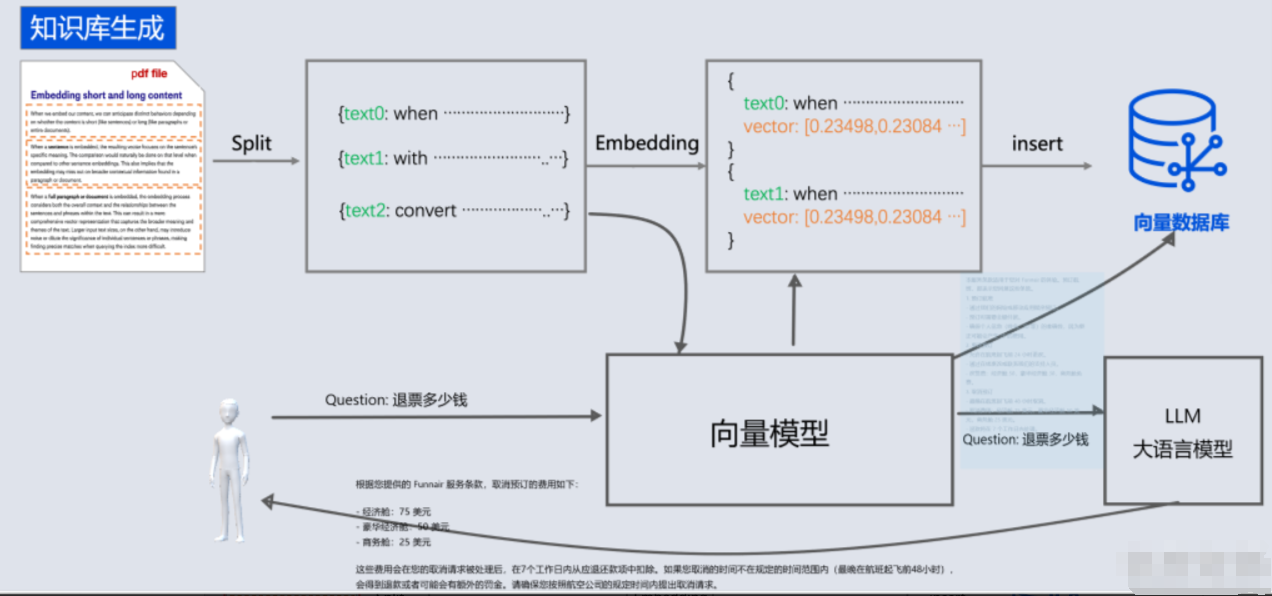 知识库生成
pdf file
Embedding short and long content
When we embed our content, we can anticipate distinct behaviors depending
on whether the content is short (like sentences) or long (like paragraphs or
entire documents).
When a sentence is embedded, the resulting vector focuses on the sentence's
specific meaning. The comparison would naturally be done on that level when
compared to other sentence embeddings. This also implies that the
embedding may miss out on broader contextual information found in a
paragraph or document.
When a full paragraph or document is embedded, the embedding process
considers both the overall context and the relationships between the
sentences and phrases within the text. This can result in a more
comprehensive vector representation that captures the broader meaning and
themes of the text. Larger input text sizes, on the other hand, may introduce
noise or dilute the significance of individual sentences or phrases, making
finding precise matches when querying the index more difficult.
Split
{text0: when ························}
{text1: with ·····················..···}
{text2: convert ················..···}
Embedding
{
text0: when ························
vector: [0.23498,0.23084 ···]
}
{
text1: when ························
vector: [0.23498,0.23084 ···]
}
insert
向量数据库
Question: 退票多少钱
向量模型
Question: 退票多少钱
LLM
大语言模型
根据您提供的 Funnair 服务条款，取消预订的费用如下：
- 经济舱：75 美元
- 豪华经济舱：50 美元
- 商务舱：25 美元
这些费用会在您的取消请求被处理后，在7个工作日内从应退还款项中扣除。如果您取消的时间不在规定的时间范围内（最晚在航班起飞前48小时），
会得到退款或者可能会有额外的罚金。请确保您按照航空公司的规定时间内提出取消请求。